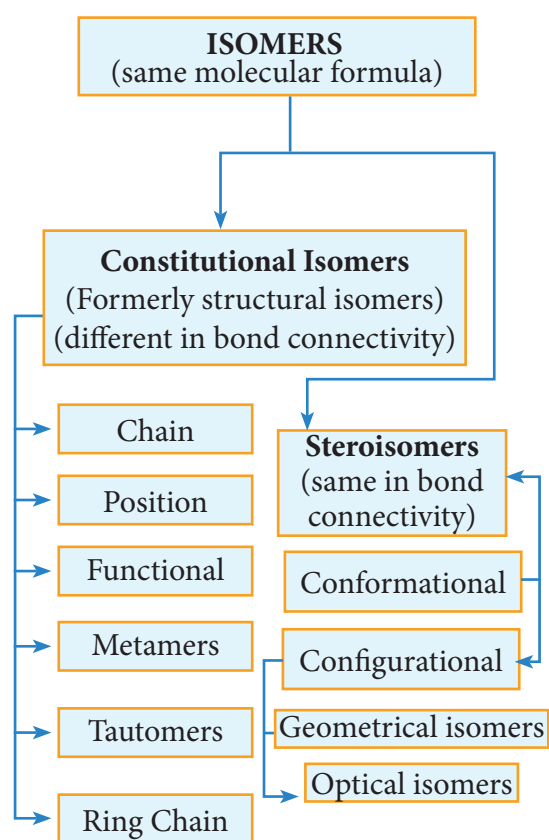 ISOMERS
(same molecular formula)
Constitutional Isomers
(Formerly structural isomers)
(different in bond connectivity)
Chain
Position
Functional
Metamers
Tautomers
Ring Chain
Steroisomers
(same in bond
connectivity)
Conformational
Configurational
Geometrical isomers
Optical isomers